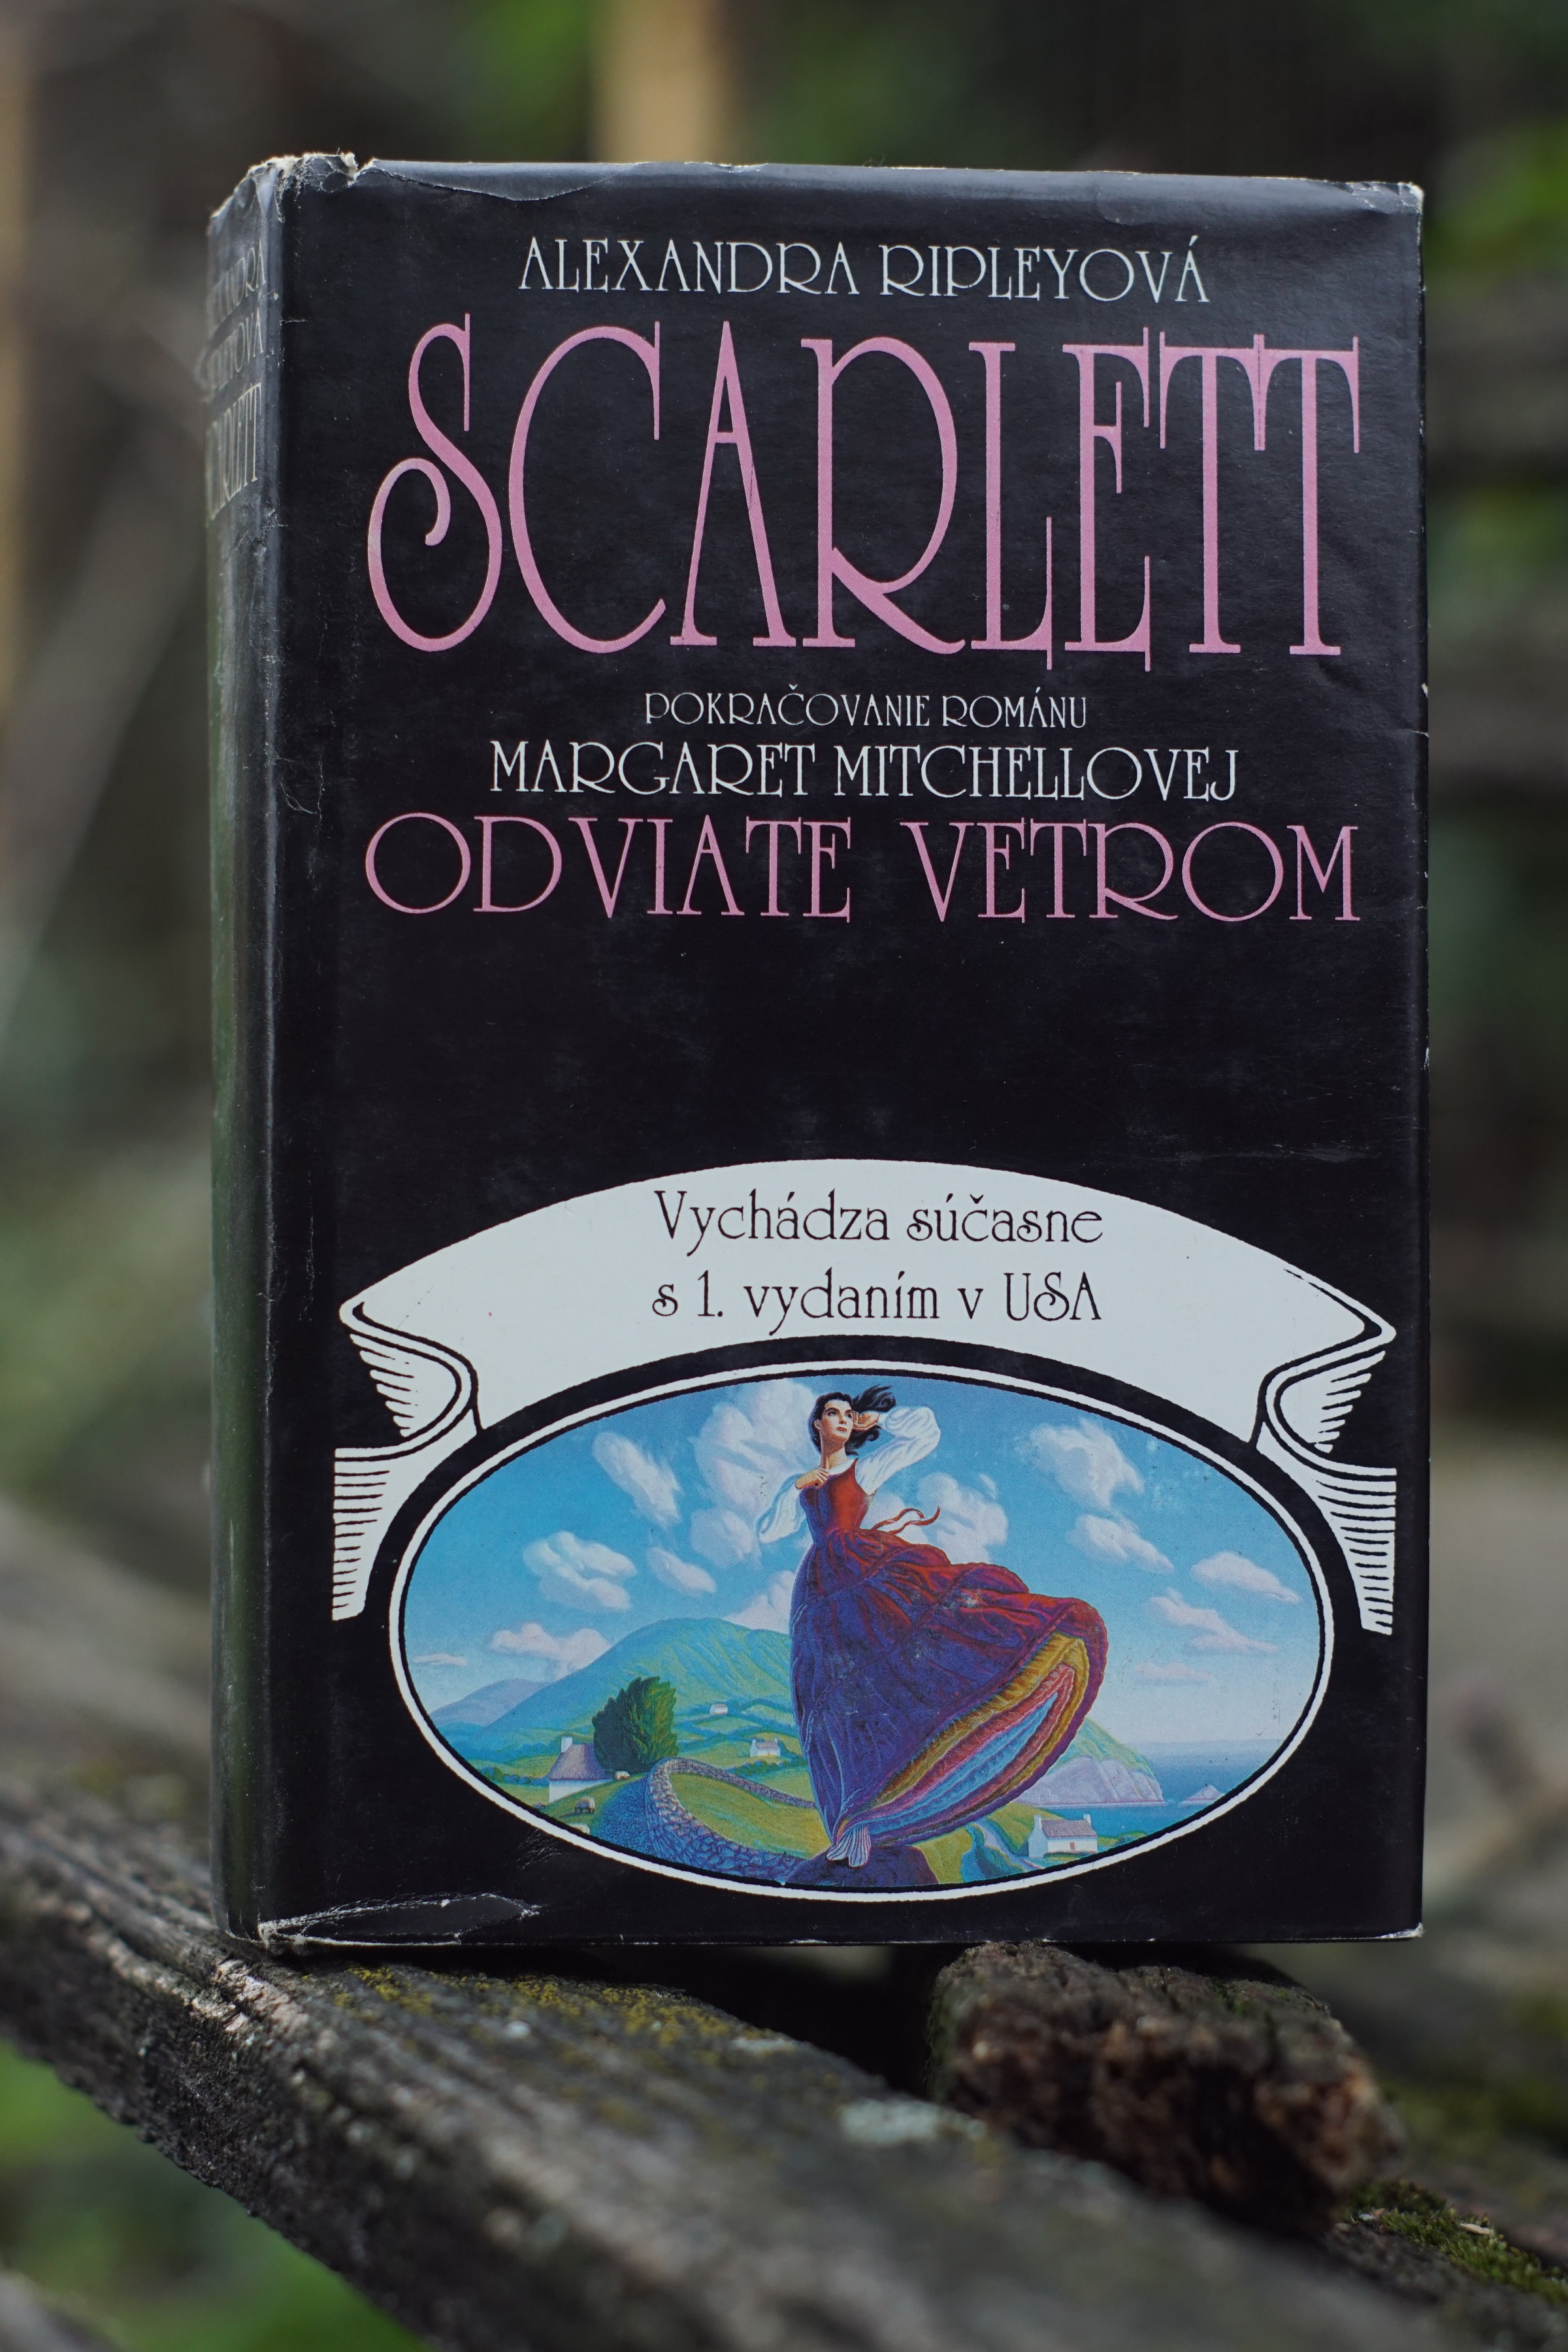 ALEXANDRA RIPLEYOVÁ
SCARLETT
POKRAČOVANIE ROMÁNU
MARGARET MITCHELLOVEJ
ODVIATE VETROM
Vychádza súčasne
s 1. vydaním v USA